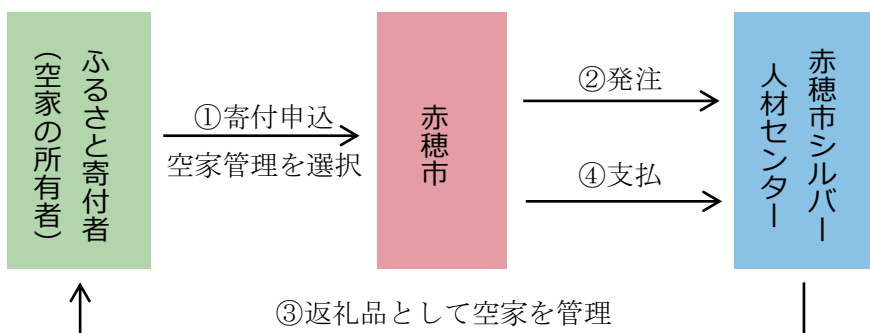 ふるさと寄付者
（空家の所有者）
①寄付申込
空家管理を選択
赤穂市
②発注
④支払
赤穂市シルバー
人材センター
③返礼品として空家を管理